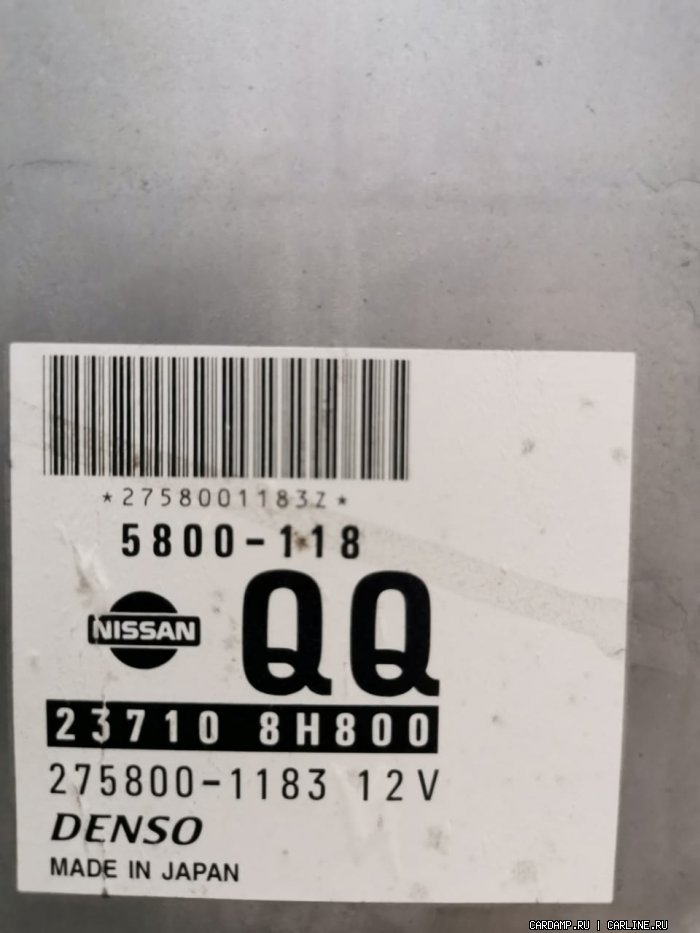 *2758001183Z*
5800-118
NISSAN
QQ
23710 8H800
275800-1183 12V
DENSO
MADE IN JAPAN
CARDAMP.RU | CARLINE.RU